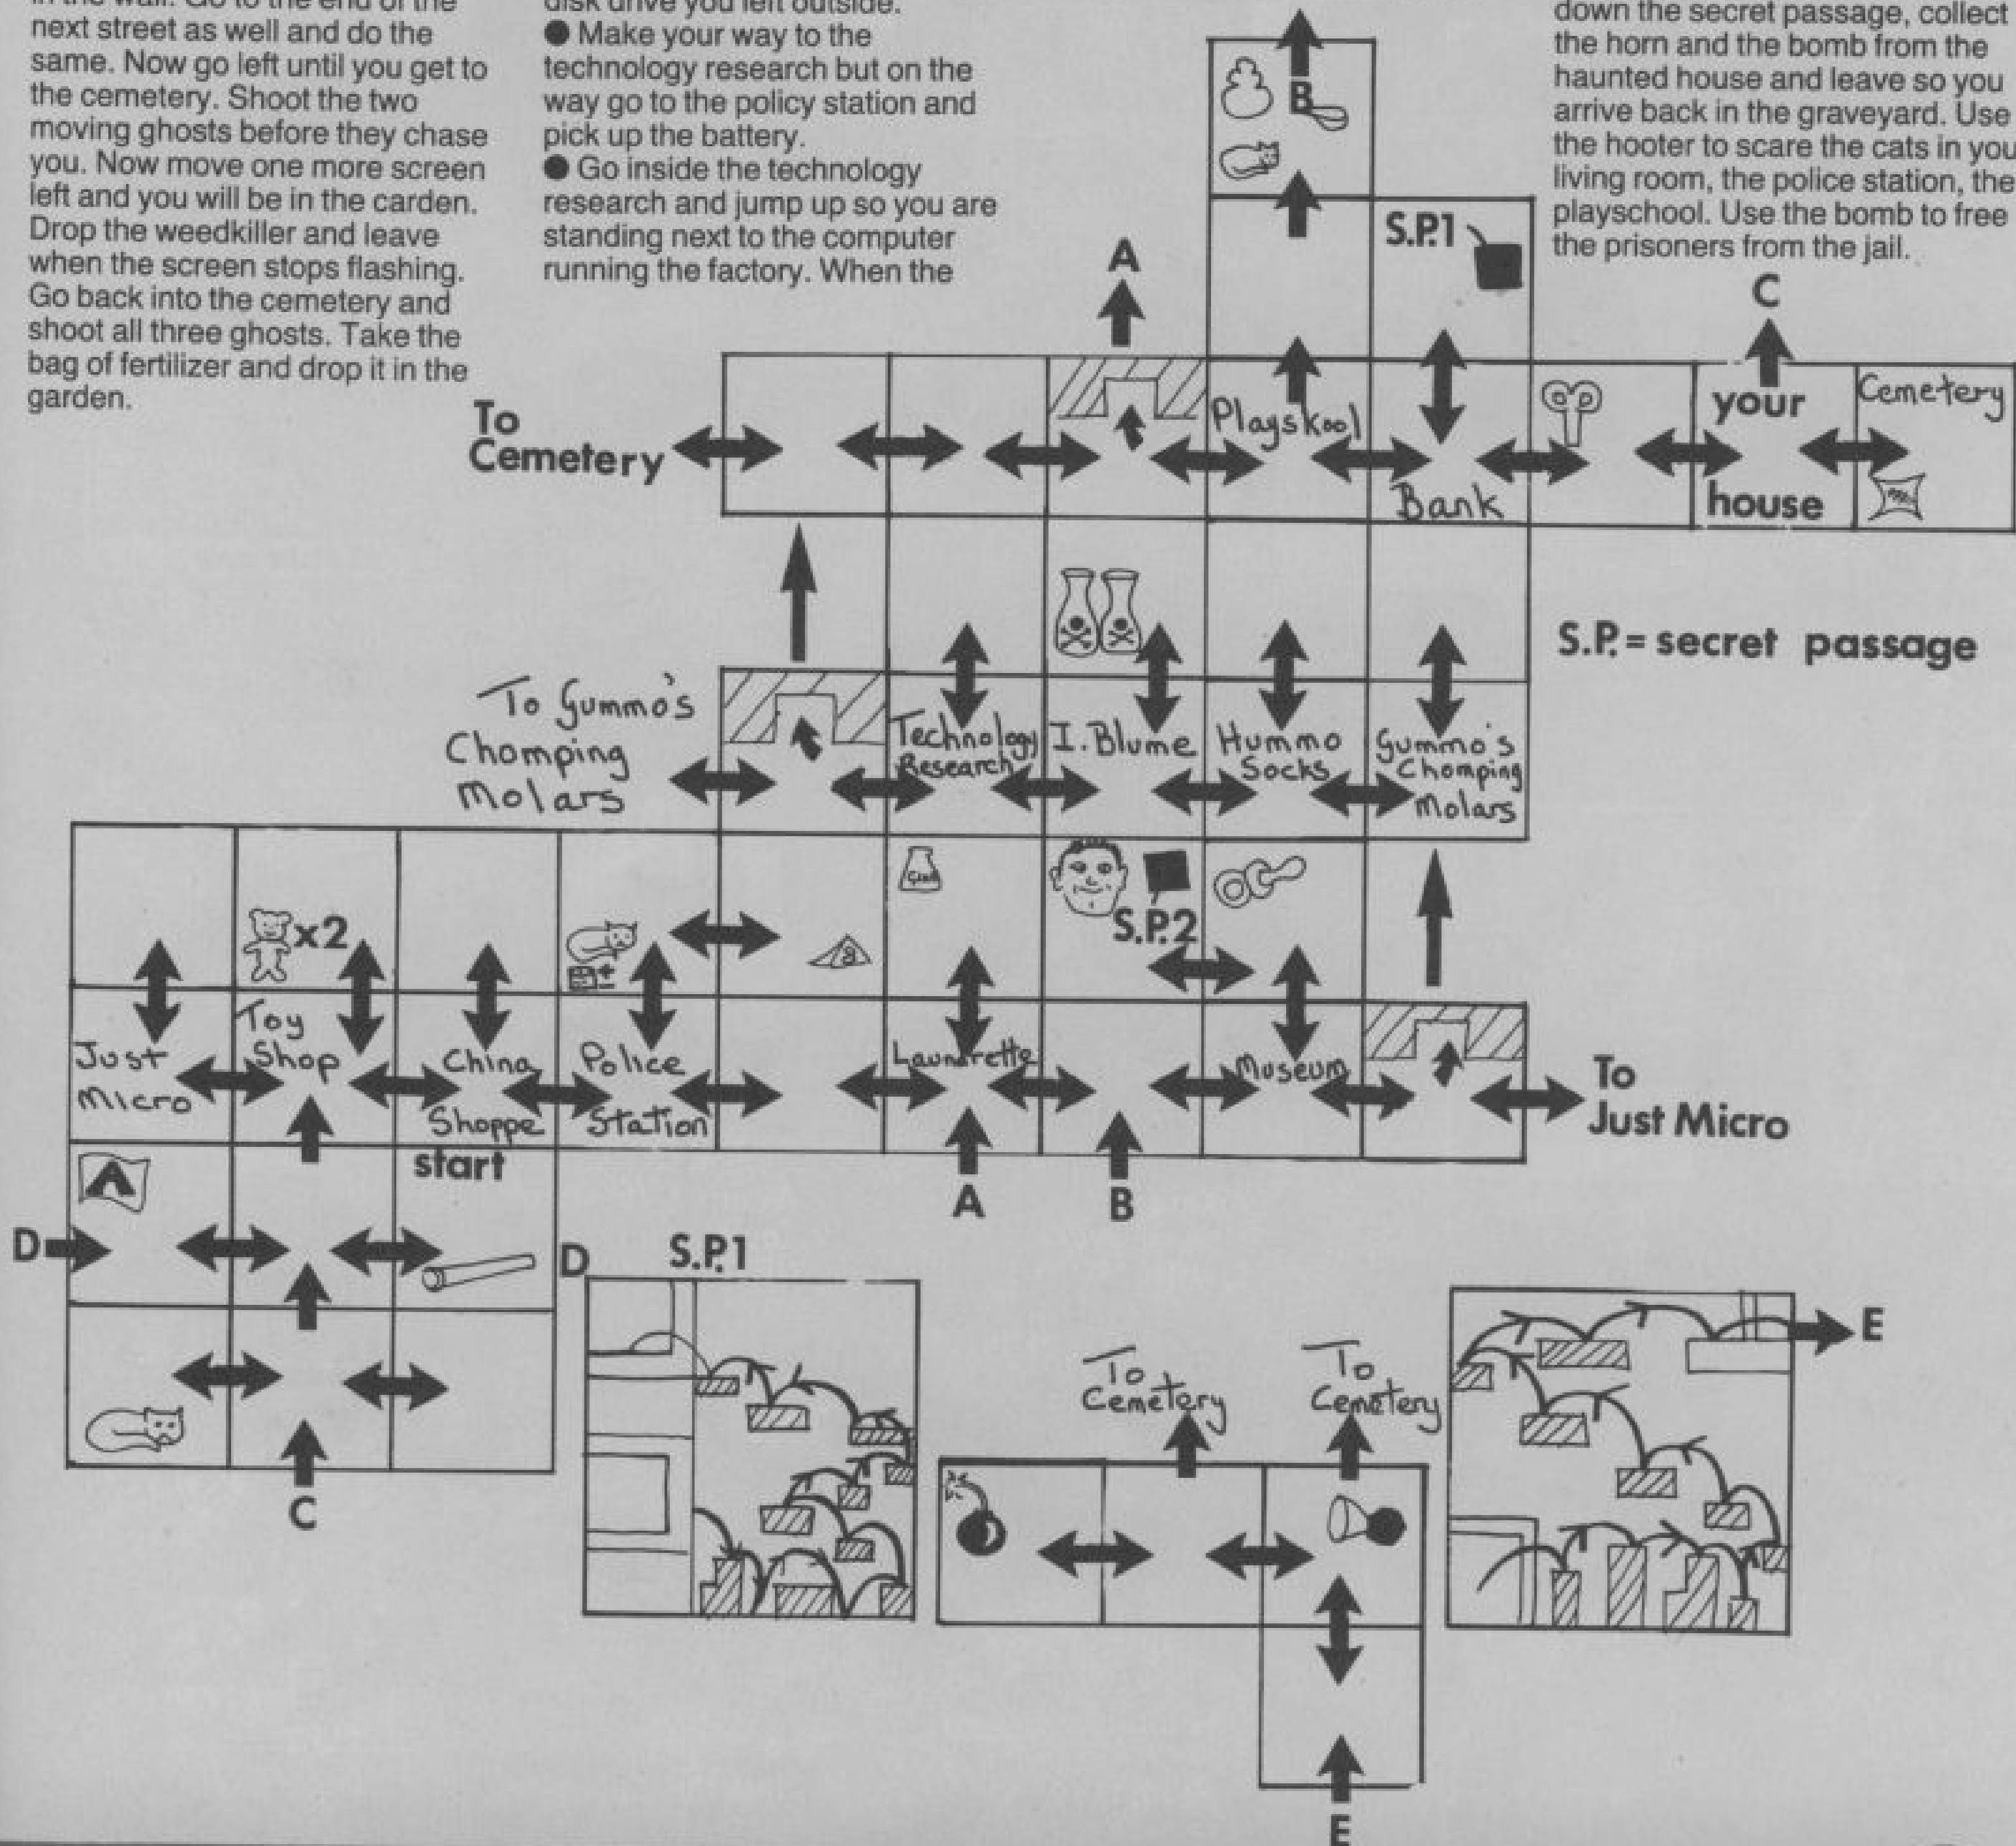 in the wall. Go to the end of the
next street as well and do the
same. Now go left until you get to
the cemetery. Shoot the two
moving ghosts before they chase
you. Now move one more screen
left and you will be in the carden.
Drop the weedkiller and leave
when the screen stops flashing.
Go back into the cemetery and
shoot all three ghosts. Take the
bag of fertilizer and drop it in the
garden.
disk drive you left outside.
● Make your way to the
technology research but on the
way go to the policy station and
pick up the battery.
● Go inside the technology
research and jump up so you are
standing next to the computer
running the factory. When the
down the secret passage, collect
the horn and the bomb from the
haunted house and leave so you
arrive back in the graveyard. Use
the hooter to scare the cats in you
living room, the police station, the
playschool. Use the bomb to free
the prisoners from the jail.
B
S.P.1
A
C
To
Cemetery
Playskool
Bank
your
house
Cemetery
S.P. = secret passage
To Gummo's
Chomping
Molars
Technology
Research
I. Blume
Hummo
Socks
Gummo's
Chomping
Molars
x2
S.P.2
Just
Micro
Toy
Shop
China
Shoppe
Police
Station
Laundrette
Museum
To
Just Micro
start
A
A
B
D
D
S.P.1
C
To
Cemetery
To
Cemetery
E
E